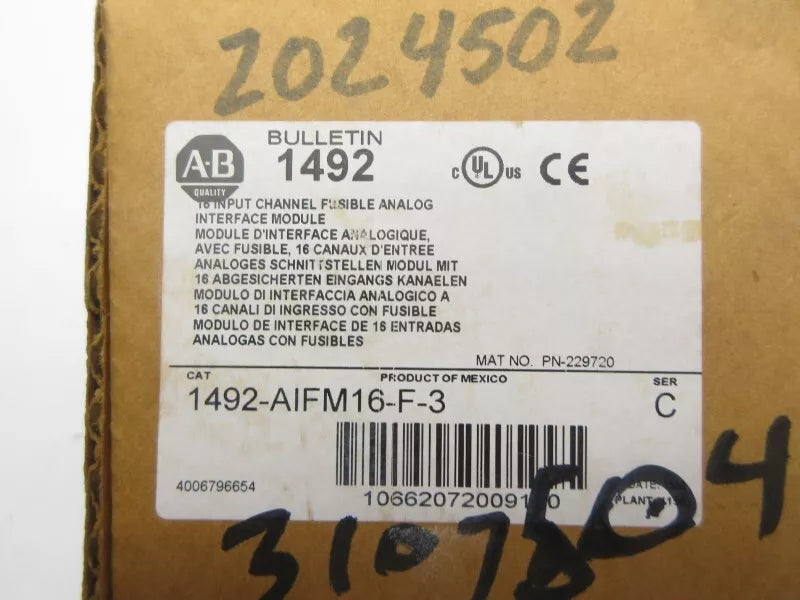 2024502
A-B
QUALITY
BULLETIN
1492
C UL US CE
16 INPUT CHANNEL FUSIBLE ANALOG
INTERFACE MODULE
MODULE D'INTERFACE ANALOGIQUE,
AVEC FUSIBLE, 16 CANAUX D'ENTREE
ANALOGES SCHNITTSTELLEN MODUL MIT
16 ABGESICHERTEN EINGANGS KANAELEN
MODULO DI INTERFACCIA ANALOGICO A
16 CANALI DI INGRESSO CON FUSIBLE
MODULO DE INTERFACE DE 16 ENTRADAS
ANALOGAS CON FUSIBLES
MAT NO. PN-229720
CAT PRODUCT OF MEXICO SER
1492-AIFM16-F-3 C
4006796654
PLANT
3107504